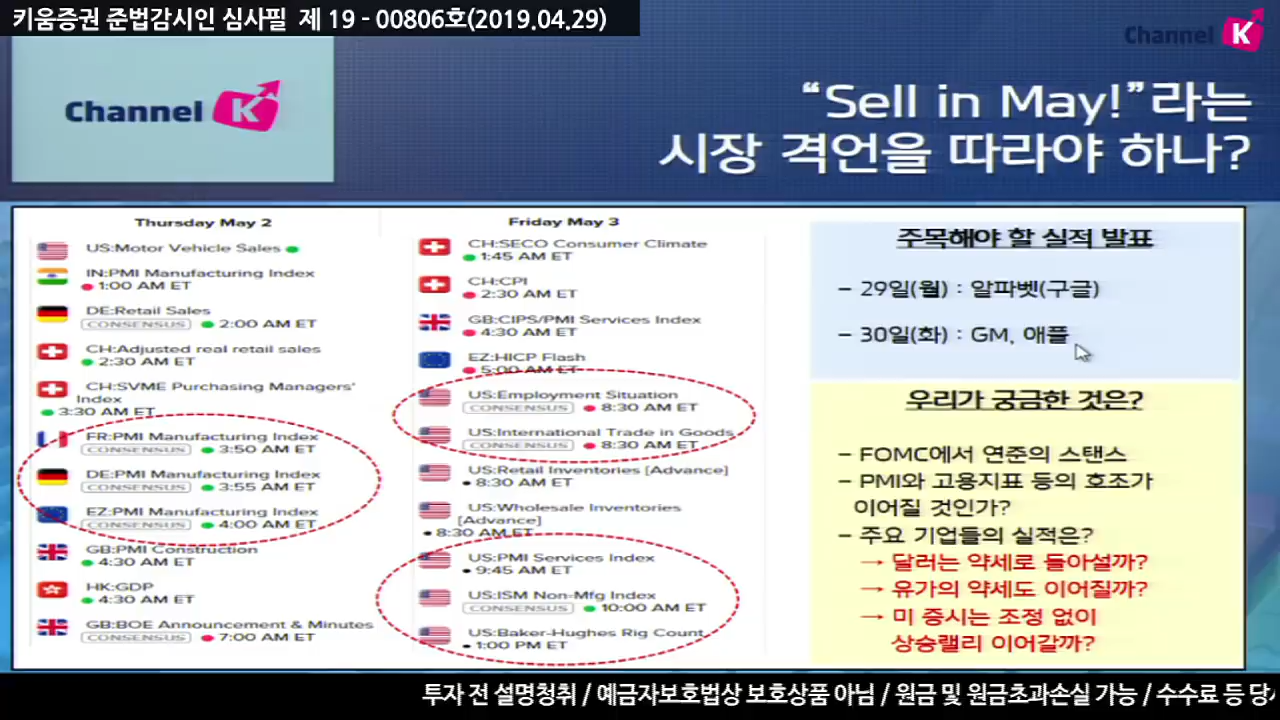 키움증권 준법감시인 심사필 제 19 - 00806호(2019.04.29)
Channel K
Channel K
“Sell in May!”라는
시장 격언을 따라야 하나?
Thursday May 2
US:Motor Vehicle Sales
IN:PMI Manufacturing Index
1:00 AM ET
DE:Retail Sales
CONSENSUS 2:00 AM ET
CH:Adjusted real retail sales
2:30 AM ET
CH:SVME Purchasing Managers'
Index
3:30 AM ET
FR:PMI Manufacturing Index
CONSENSUS 3:50 AM ET
DE:PMI Manufacturing Index
CONSENSUS 3:55 AM ET
EZ:PMI Manufacturing Index
CONSENSUS 4:00 AM ET
GB:PMI Construction
4:30 AM ET
HK:GDP
4:30 AM ET
GB:BOE Announcement & Minutes
CONSENSUS 7:00 AM ET
Friday May 3
CH:SECO Consumer Climate
1:45 AM ET
CH:CPI
2:30 AM ET
GB:CIPS/PMI Services Index
4:30 AM ET
EZ:HICP Flash
5:00 AM ET
US:Employment Situation
CONSENSUS 8:30 AM ET
US:International Trade in Goods
CONSENSUS 8:30 AM ET
US:Retail Inventories [Advance]
8:30 AM ET
US:Wholesale Inventories
[Advance]
8:30 AM ET
US:PMI Services Index
9:45 AM ET
US:ISM Non-Mfg Index
CONSENSUS 10:00 AM ET
US:Baker-Hughes Rig Count
1:00 PM ET
주목해야 할 실적 발표
- 29일(월) : 알파벳(구글)
- 30일(화) : GM, 애플
우리가 궁금한 것은?
- FOMC에서 연준의 스탠스
- PMI와 고용지표 등의 호조가
이어질 것인가?
- 주요 기업들의 실적은?
→ 달러는 약세로 돌아설까?
→ 유가의 약세도 이어질까?
→ 미 증시는 조정 없이
상승랠리 이어갈까?
투자 전 설명청취 / 예금자보호법상 보호상품 아님 / 원금 및 원금초과손실 가능 / 수수료 등 당